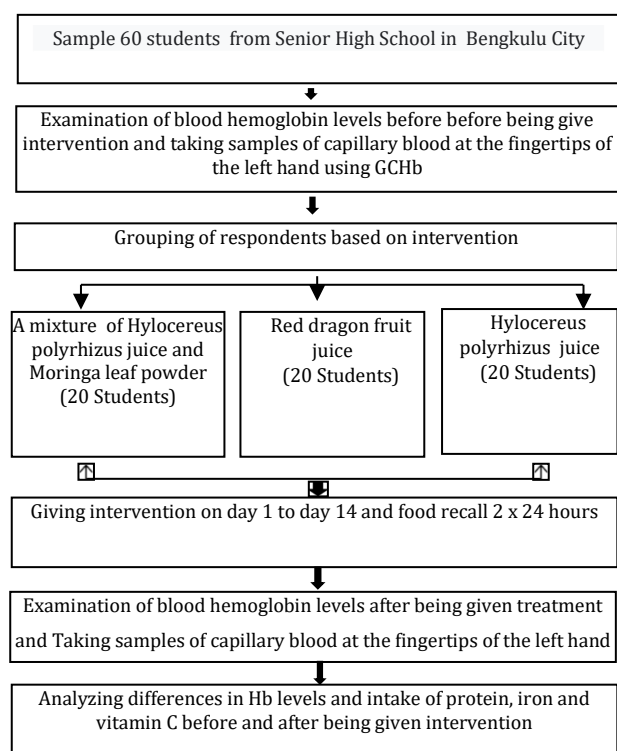 Sample 60 students from Senior High School in Bengkulu City
Examination of blood hemoglobin levels before before being give
intervention and taking samples of capillary blood at the fingertips of
the left hand using GCHb
Grouping of respondents based on intervention
A mixture of Hylocereus
polyrhizus juice and
Moringa leaf powder
(20 Students)
Red dragon fruit
juice
(20 Students)
Hylocereus
polyrhizus juice
(20 Students)
Giving intervention on day 1 to day 14 and food recall 2 x 24 hours
Examination of blood hemoglobin levels after being given treatment
and Taking samples of capillary blood at the fingertips of the left hand
Analyzing differences in Hb levels and intake of protein, iron and
vitamin C before and after being given intervention